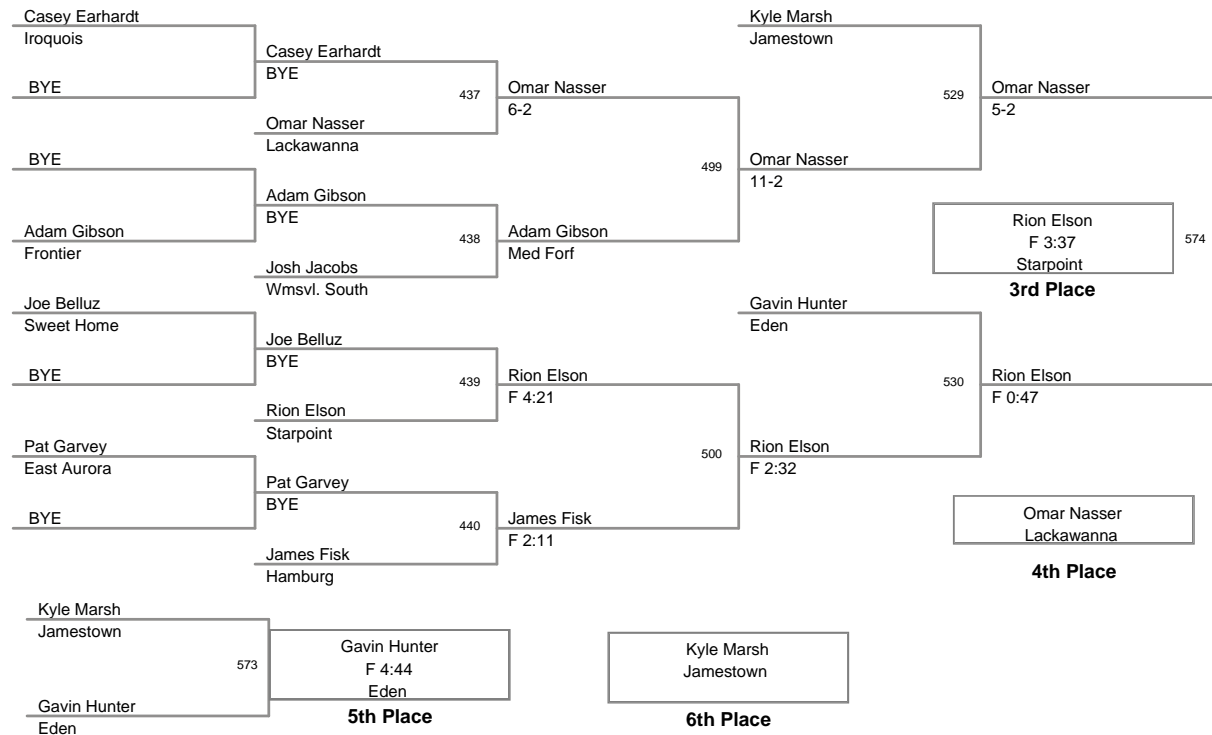 Casey Earhardt
Iroquois
BYE
BYE
Adam Gibson
Frontier
Joe Belluz
Sweet Home
BYE
Pat Garvey
East Aurora
BYE
Casey Earhardt
BYE
437
Omar Nasser
Lackawanna
Adam Gibson
BYE
438
Josh Jacobs
Wmsvl. South
Joe Belluz
BYE
439
Rion Elson
Starpoint
Pat Garvey
BYE
440
James Fisk
Hamburg
Omar Nasser
6-2
499
Adam Gibson
Med Forf
Rion Elson
F 4:21
500
James Fisk
F 2:11
Kyle Marsh
Jamestown
529
Omar Nasser
11-2
Gavin Hunter
Eden
530
Rion Elson
F 2:32
Omar Nasser
5-2
Rion Elson
F 3:37
Starpoint
574
3rd Place
Rion Elson
F 0:47
Omar Nasser
Lackawanna
4th Place
Kyle Marsh
Jamestown
573
Gavin Hunter
Eden
Gavin Hunter
F 4:44
Eden
5th Place
Kyle Marsh
Jamestown
6th Place